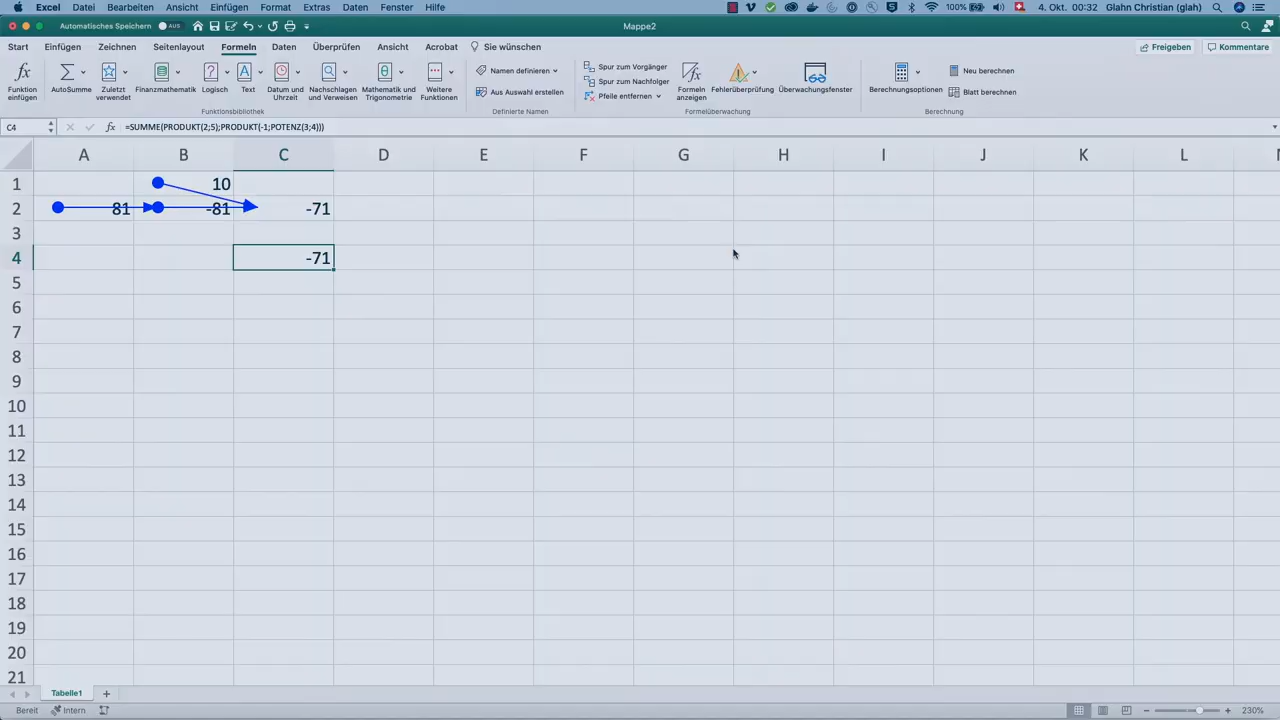 Excel Datei Bearbeiten Ansicht Einfügen Format Extras Daten Fenster Hilfe 100% 4. Okt. 00:32 Glahn Christian (glah)
Automatisches Speichern AUS Mappe2
Start Einfügen Zeichnen Seitenlayout Formeln Daten Überprüfen Ansicht Acrobat Sie wünschen Freigeben Kommentare
Funktion einfügen
AutoSumme
Zuletzt verwendet
Finanzmathematik
Logisch
Text
Datum und Uhrzeit
Nachschlagen und Verweisen
Mathematik und Trigonometrie
Weitere Funktionen
Funktionsbibliothek
Namen definieren
Aus Auswahl erstellen
Definierte Namen
Spur zum Vorgänger
Spur zum Nachfolger
Pfeile entfernen
Formeln anzeigen
Fehlerüberprüfung
Überwachungsfenster
Formelüberwachung
Berechnungsoptionen
Neu berechnen
Blatt berechnen
Berechnung
C4 fx =SUMME(PRODUKT(2;5);PRODUKT(-1;POTENZ(3;4)))
A B C D E F G H I J K L
1 10
2 81 -81 -71
3
4 -71
5
6
7
8
9
10
11
12
13
14
15
16
17
18
19
20
21
Tabelle1 +
Bereit Intern 230%